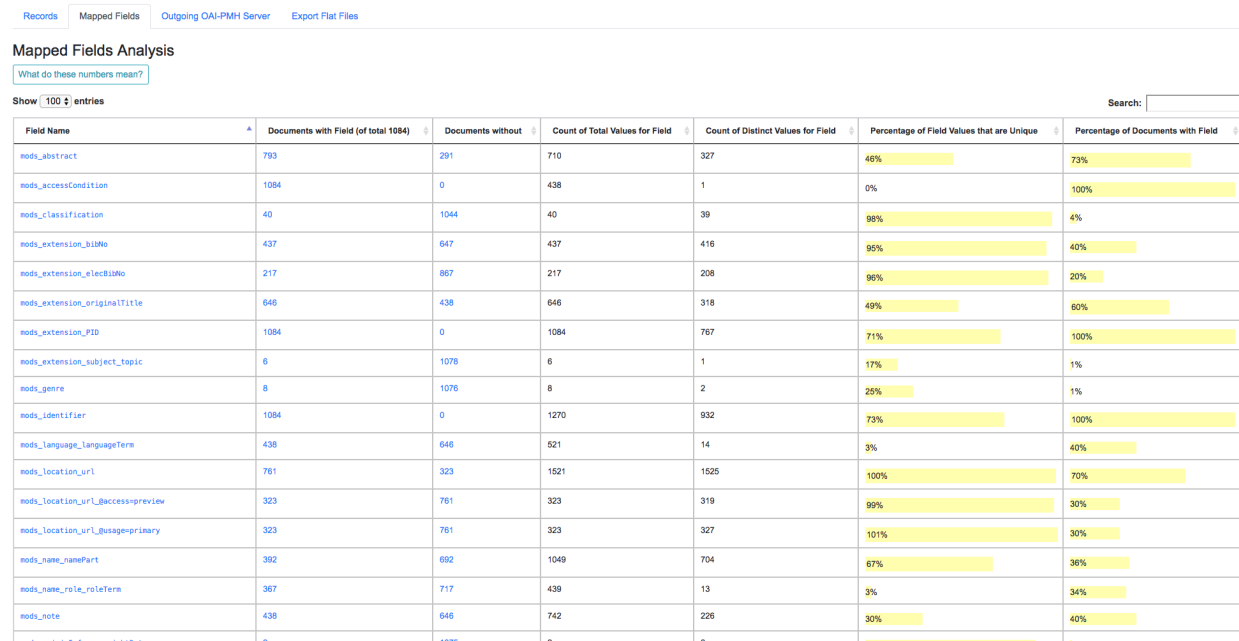 Records Mapped Fields Outgoing OAI-PMH Server Export Flat Files
Mapped Fields Analysis
What do these numbers mean?
Show 100 entries Search:
Field Name Documents with Field (of total 1084) Documents without Count of Total Values for Field Count of Distinct Values for Field Percentage of Field Values that are Unique Percentage of Documents with Field
mods_abstract 793 291 710 327 46% 73%
mods_accessCondition 1084 0 438 1 0% 100%
mods_classification 40 1044 40 39 98% 4%
mods_extension_bibNo 437 647 437 416 95% 40%
mods_extension_elecBibNo 217 867 217 208 96% 20%
mods_extension_originalTitle 646 438 646 318 49% 60%
mods_extension_PID 1084 0 1084 767 71% 100%
mods_extension_subject_topic 6 1078 6 1 17% 1%
mods_genre 8 1076 8 2 25% 1%
mods_identifier 1084 0 1270 932 73% 100%
mods_language_languageTerm 438 646 521 14 3% 40%
mods_location_url 761 323 1521 1525 100% 70%
mods_location_url_@access=preview 323 761 323 319 99% 30%
mods_location_url_@usage=primary 323 761 323 327 101% 30%
mods_name_namePart 392 692 1049 704 67% 36%
mods_name_role_roleTerm 367 717 439 13 3% 34%
mods_note 438 646 742 226 30% 40%